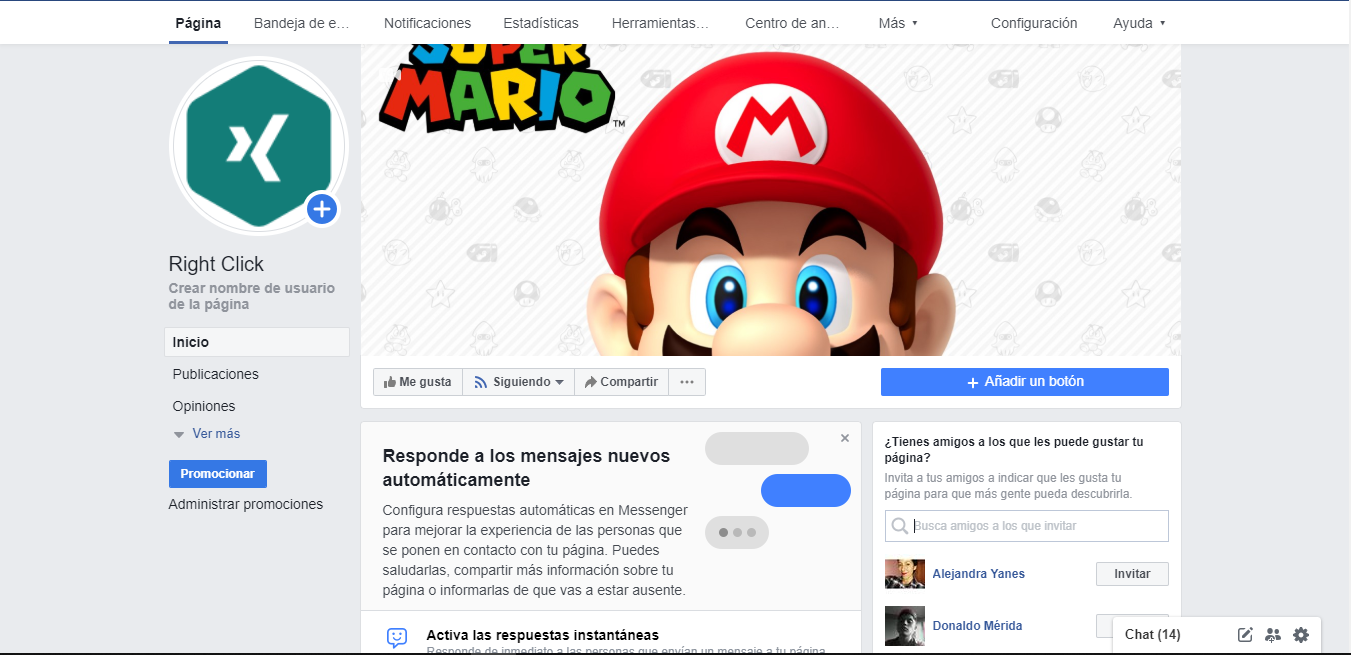 Página Bandeja de e... Notificaciones Estadísticas Herramientas... Centro de an... Más Configuración Ayuda
SUPER
MARIO
TM
M
Right Click
Crear nombre de usuario
de la página
Inicio
Publicaciones
Opiniones
Ver más
Promocionar
Administrar promociones
Me gusta Siguiendo Compartir ...
+ Añadir un botón
Responde a los mensajes nuevos
automáticamente
Configura respuestas automáticas en Messenger
para mejorar la experiencia de las personas que
se ponen en contacto con tu página. Puedes
saludarlas, compartir más información sobre tu
página o informarlas de que vas a estar ausente.
Activa las respuestas instantáneas
Responde de inmediato a las personas que envían un mensaje a tu página
¿Tienes amigos a los que les puede gustar tu
página?
Invita a tus amigos a indicar que les gusta tu
página para que más gente pueda descubrirla.
Busca amigos a los que invitar
Alejandra Yanes Invitar
Donaldo Mérida
Chat (14)